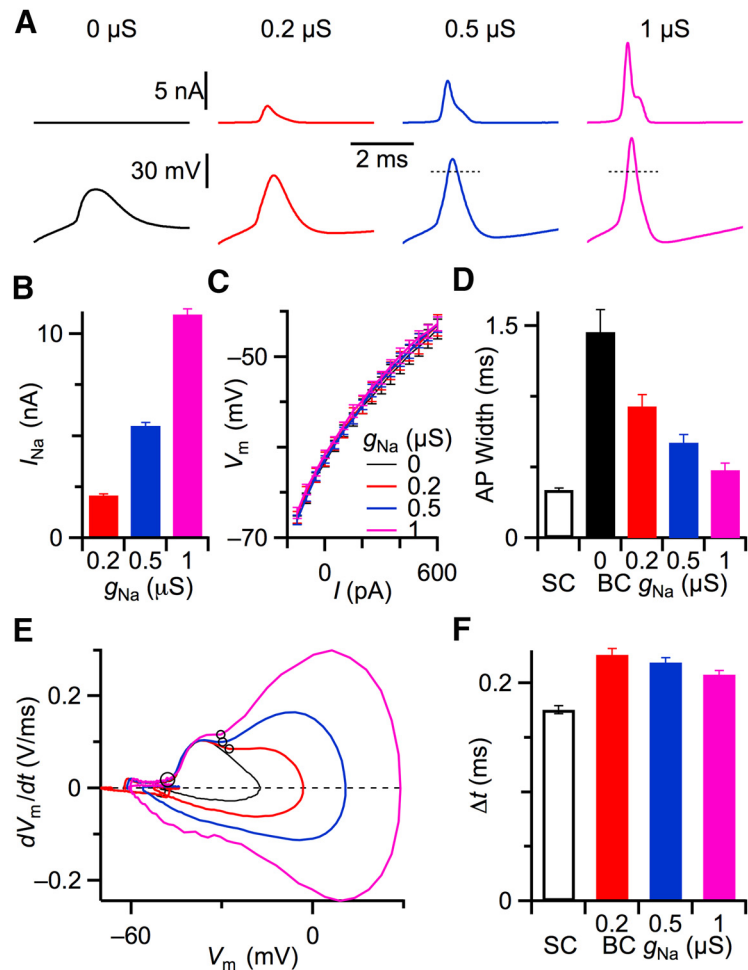 A
0 µS 0.2 µS 0.5 µS 1 µS
5 nA
2 ms
30 mV
B
C
D
10
0
I_Na (nA)
0.2 0.5 1
g_Na (µS)
–50
–70
V_m (mV)
g_Na (µS)
0
0.2
0.5
1
0 600
I (pA)
1.5
0
AP Width (ms)
0 0.2 0.5 1
SC BC g_Na (µS)
E
F
0.2
0
–0.2
dV_m/dt (V/ms)
–60 0
V_m (mV)
0.2
0
Δt (ms)
0.2 0.5 1
SC BC g_Na (µS)